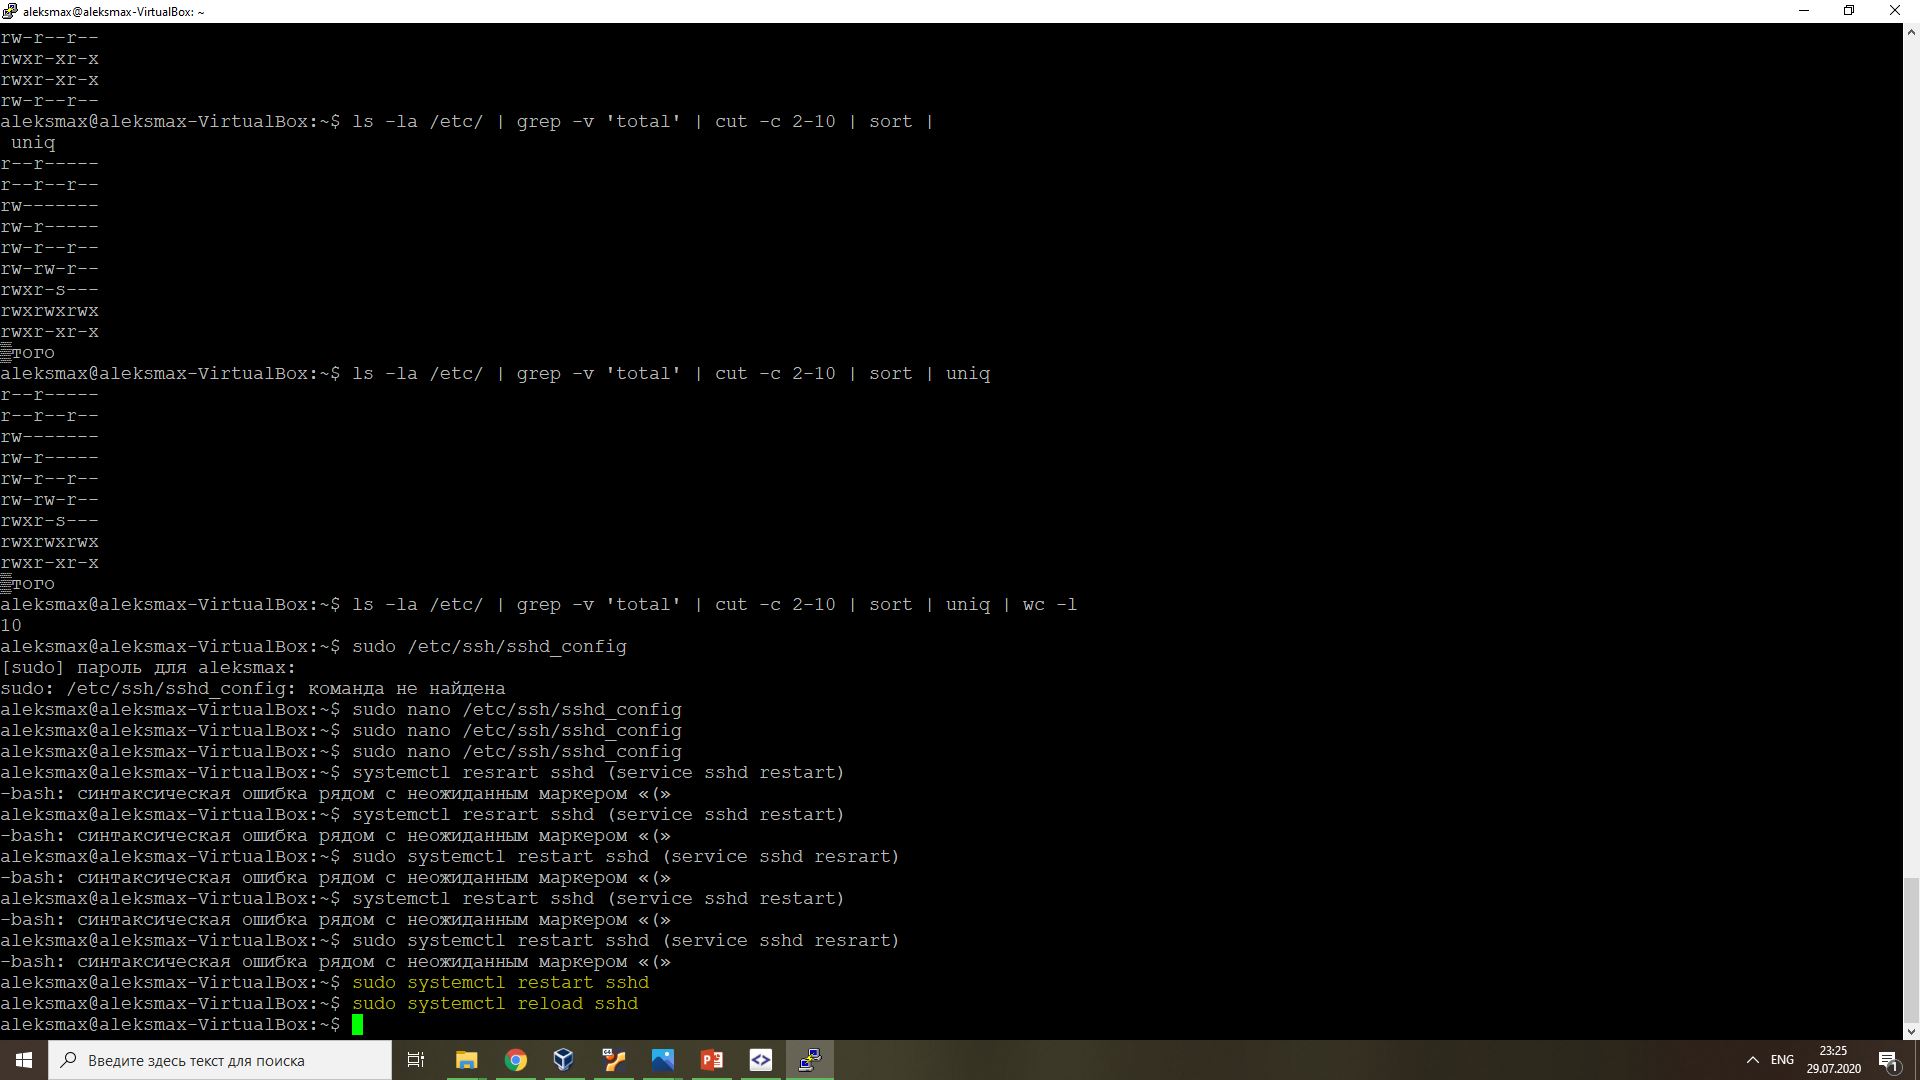 aleksmax@aleksmax-VirtualBox: ~
rw-r--r--
rwxr-xr-x
rwxr-xr-x
rw-r--r--
aleksmax@aleksmax-VirtualBox:~$ ls -la /etc/ | grep -v 'total' | cut -c 2-10 | sort |
uniq
r--r-----
r--r--r--
rw-------
rw-r-----
rw-r--r--
rw-rw-r--
rwxr-s---
rwxrwxrwx
rwxr-xr-x
▒того
aleksmax@aleksmax-VirtualBox:~$ ls -la /etc/ | grep -v 'total' | cut -c 2-10 | sort | uniq
r--r-----
r--r--r--
rw-------
rw-r-----
rw-r--r--
rw-rw-r--
rwxr-s---
rwxrwxrwx
rwxr-xr-x
▒того
aleksmax@aleksmax-VirtualBox:~$ ls -la /etc/ | grep -v 'total' | cut -c 2-10 | sort | uniq | wc -l
10
aleksmax@aleksmax-VirtualBox:~$ sudo /etc/ssh/sshd_config
[sudo] пароль для aleksmax:
sudo: /etc/ssh/sshd_config: команда не найдена
aleksmax@aleksmax-VirtualBox:~$ sudo nano /etc/ssh/sshd_config
aleksmax@aleksmax-VirtualBox:~$ sudo nano /etc/ssh/sshd_config
aleksmax@aleksmax-VirtualBox:~$ sudo nano /etc/ssh/sshd_config
aleksmax@aleksmax-VirtualBox:~$ systemctl resrart sshd (service sshd restart)
-bash: синтаксическая ошибка рядом с неожиданным маркером «(»
aleksmax@aleksmax-VirtualBox:~$ systemctl resrart sshd (service sshd restart)
-bash: синтаксическая ошибка рядом с неожиданным маркером «(»
aleksmax@aleksmax-VirtualBox:~$ sudo systemctl restart sshd (service sshd resrart)
-bash: синтаксическая ошибка рядом с неожиданным маркером «(»
aleksmax@aleksmax-VirtualBox:~$ systemctl restart sshd (service sshd restart)
-bash: синтаксическая ошибка рядом с неожиданным маркером «(»
aleksmax@aleksmax-VirtualBox:~$ sudo systemctl restart sshd (service sshd resrart)
-bash: синтаксическая ошибка рядом с неожиданным маркером «(»
aleksmax@aleksmax-VirtualBox:~$ sudo systemctl restart sshd
aleksmax@aleksmax-VirtualBox:~$ sudo systemctl reload sshd
aleksmax@aleksmax-VirtualBox:~$
Введите здесь текст для поиска
ENG
23:25
29.07.2020
1